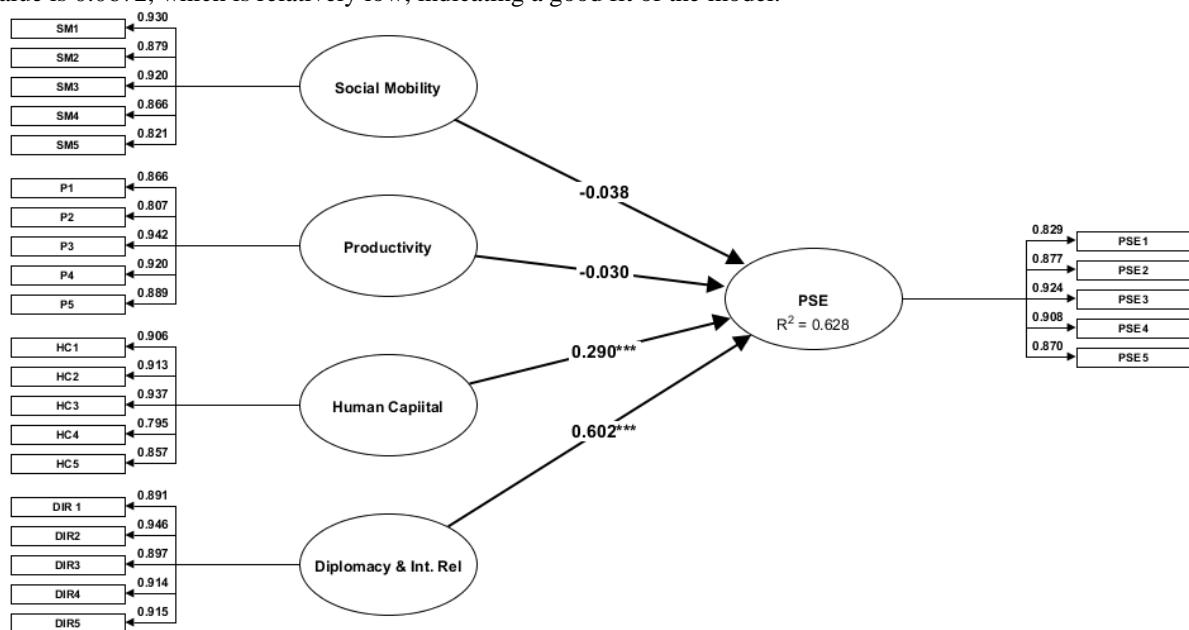 which is relatively low, indicating a good fit of the model.
SM1
0.930
SM2
0.879
SM3
0.920
SM4
0.866
SM5
0.821
Social Mobility
-0.038
P1
0.866
P2
0.807
P3
0.942
P4
0.920
P5
0.889
Productivity
-0.030
HC1
0.906
HC2
0.913
HC3
0.937
HC4
0.795
HC5
0.857
Human Capiital
0.290***
DIR 1
0.891
DIR2
0.946
DIR3
0.897
DIR4
0.914
DIR5
0.915
Diplomacy & Int. Rel
0.602***
PSE
R² = 0.628
0.829
PSE1
0.877
PSE2
0.924
PSE3
0.908
PSE4
0.870
PSE5